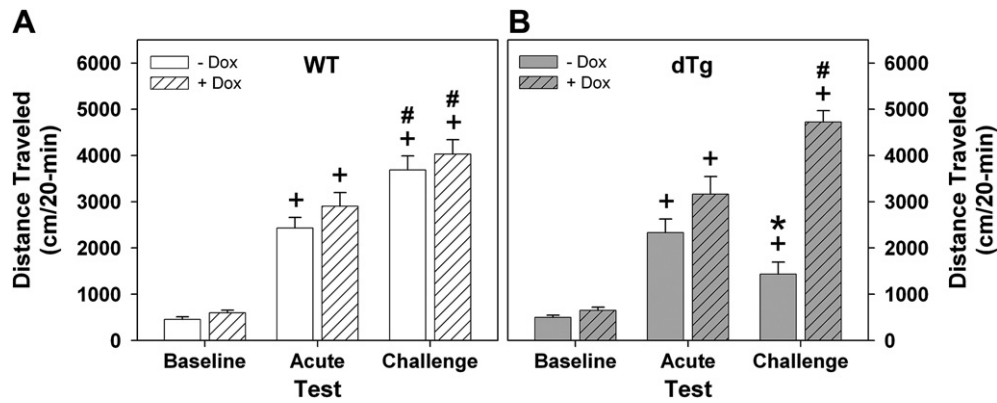 A
B
Distance Traveled
(cm/20-min)
6000
5000
4000
3000
2000
1000
0
- Dox
+ Dox
WT
+
+
#
+
#
+
Baseline
Acute
Challenge
Test
- Dox
+ Dox
dTg
+
+
*
+
#
+
Baseline
Acute
Challenge
Test
6000
5000
4000
3000
2000
1000
0
Distance Traveled
(cm/20-min)